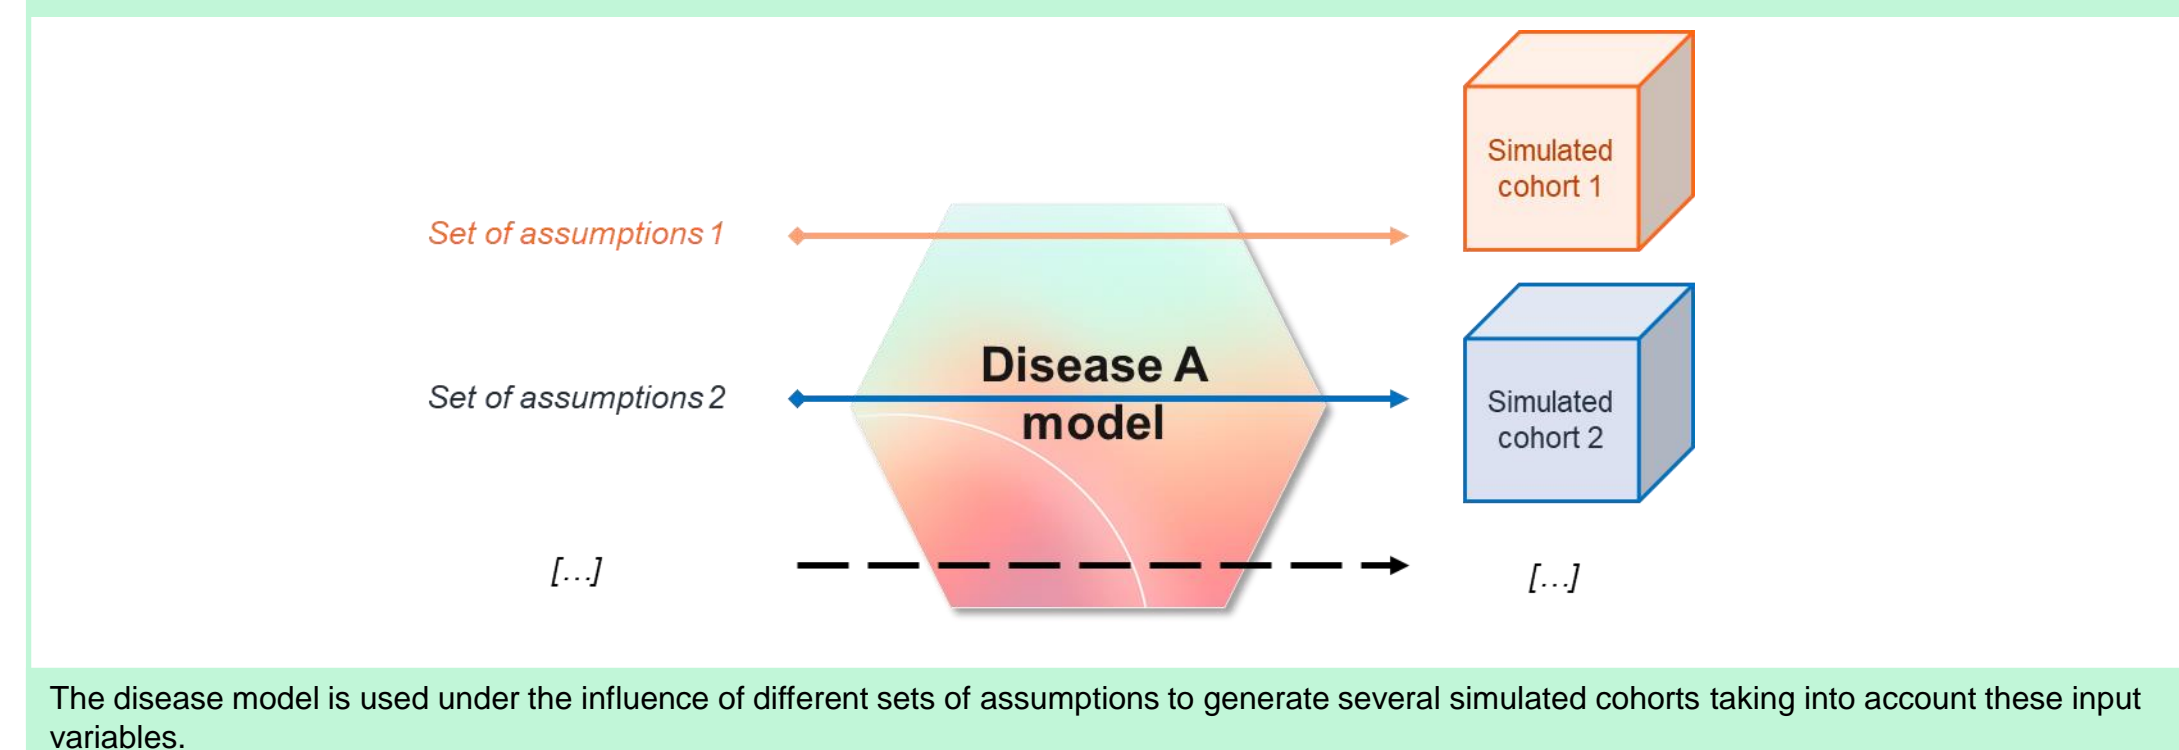 Simulated
cohort 1
Set of assumptions 1
Disease A
model
Set of assumptions 2
Simulated
cohort 2
[...]
[...]
The disease model is used under the influence of different sets of assumptions to generate several simulated cohorts taking into account these input
variables.